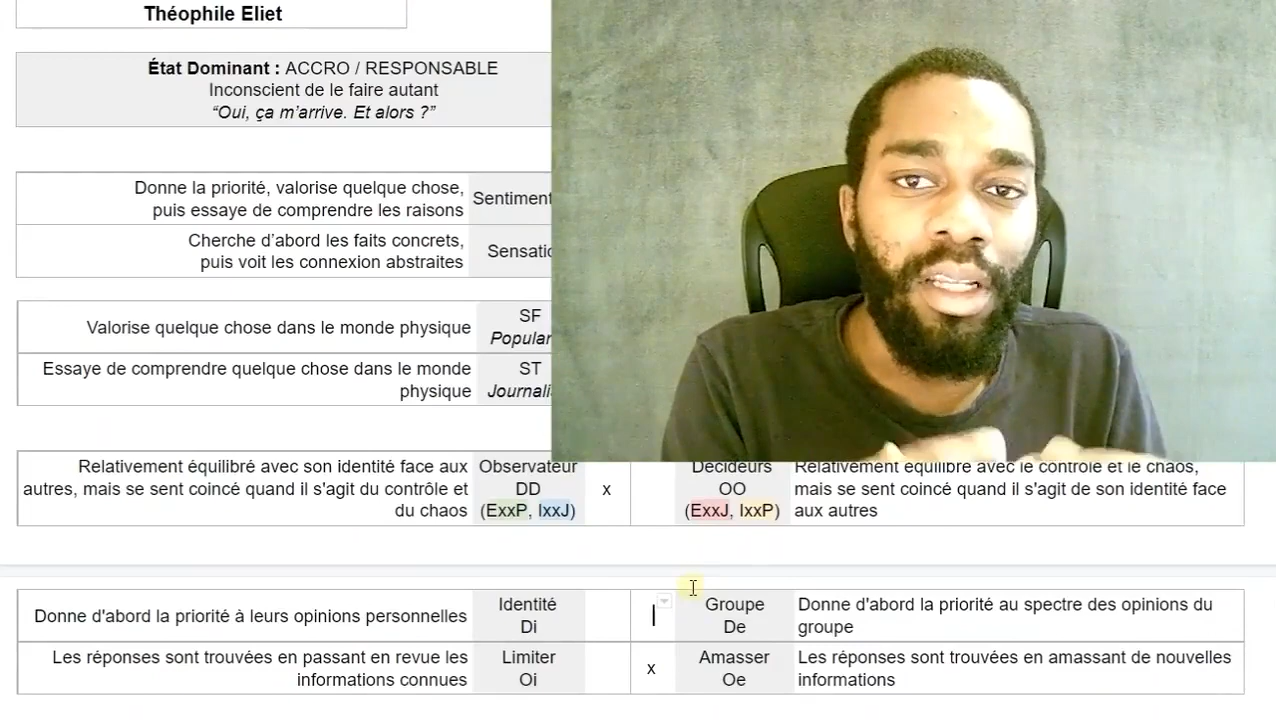 Théophile Eliet
État Dominant : ACCRO / RESPONSABLE
Inconscient de le faire autant
“Oui, ça m’arrive. Et alors ?”
Donne la priorité, valorise quelque chose,
puis essaye de comprendre les raisons
Sentiment
Cherche d’abord les faits concrets,
puis voit les connexion abstraites
Valorise quelque chose dans le monde physique
SF
Essaye de comprendre quelque chose dans le monde
physique
ST
Relativement équilibré avec son identité face aux
autres, mais se sent coincé quand il s'agit du contrôle et
du chaos
Observateur
DD
(ExxP, IxxJ)
x
Décideurs
OO
(ExxJ, IxxP)
Relativement équilibré avec le contrôle et le chaos,
mais se sent coincé quand il s'agit de son identité face
aux autres
Donne d'abord la priorité à leurs opinions personnelles
Identité
Di
Groupe
De
Donne d'abord la priorité au spectre des opinions du
groupe
Les réponses sont trouvées en passant en revue les
informations connues
Limiter
Oi
x
Amasser
Oe
Les réponses sont trouvées en amassant de nouvelles
informations